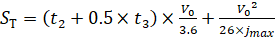 S_T = (t_2 + 0.5 × t_3) × V_0/3.6 + V_0^2/(26×j_max)